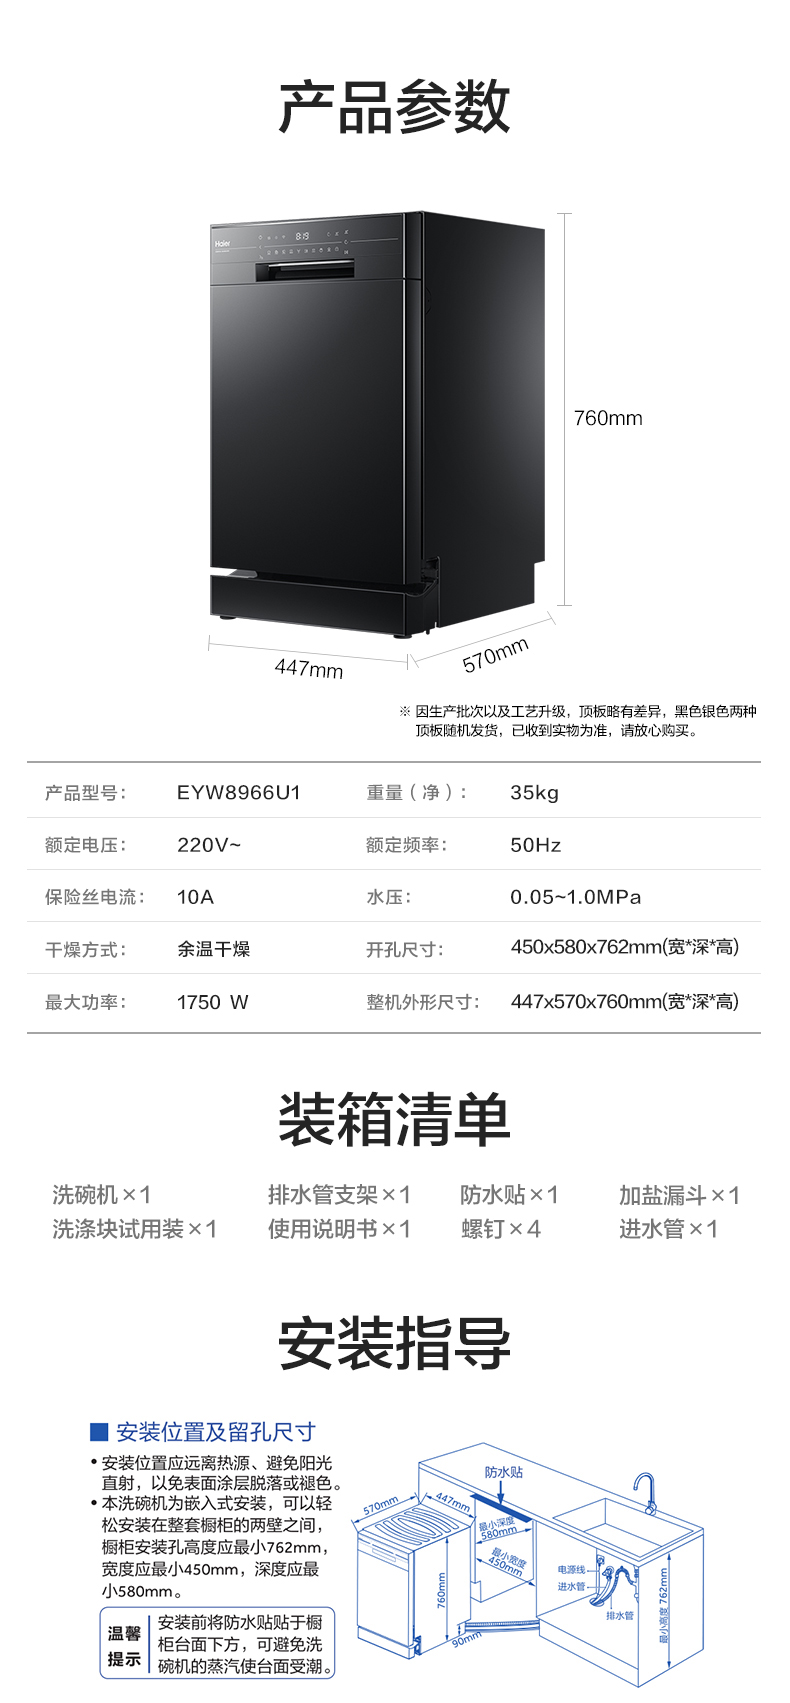 产品参数
Haier
8:19
760mm
447mm
570mm
※ 因生产批次以及工艺升级，顶板略有差异，黑色银色两种
顶板随机发货，已收到实物为准，请放心购买。
产品型号： EYW8966U1 重量（净）： 35kg
额定电压： 220V~ 额定频率： 50Hz
保险丝电流： 10A 水压： 0.05~1.0MPa
干燥方式： 余温干燥 开孔尺寸： 450x580x762mm(宽*深*高)
最大功率： 1750 W 整机外形尺寸： 447x570x760mm(宽*深*高)
装箱清单
洗碗机×1 排水管支架×1 防水贴×1 加盐漏斗×1
洗涤块试用装×1 使用说明书×1 螺钉×4 进水管×1
安装指导
安装位置及留孔尺寸
• 安装位置应远离热源、避免阳光
直射，以免表面涂层脱落或褪色。
• 本洗碗机为嵌入式安装，可以轻
松安装在整套橱柜的两壁之间，
橱柜安装孔高度应最小762mm，
宽度应最小450mm，深度应最
小580mm。
温馨
提示
安装前将防水贴贴于橱
柜台面下方，可避免洗
碗机的蒸汽使台面受潮。
防水贴
570mm
447mm
最小深度
580mm
最小宽度
450mm
760mm
90mm
电源线
进水管
排水管
最小高度 762mm